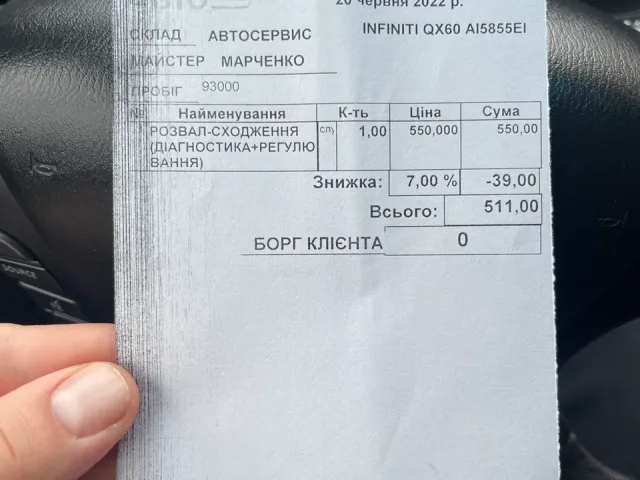 20 червня 2022 р.
СКЛАД АВТОСЕРВИС INFINITI QX60 AI5855EI
МАЙСТЕР МАРЧЕНКО
ПРОБІГ 93000
№ Найменування К-ть Ціна Сума
РОЗВАЛ-СХОДЖЕННЯ 1,00 550,000 550,00
(ДІАГНОСТИКА+РЕГУЛЮ
ВАННЯ)
Знижка: 7,00 % -39,00
Всього: 511,00
БОРГ КЛІЄНТА 0
SOURCE